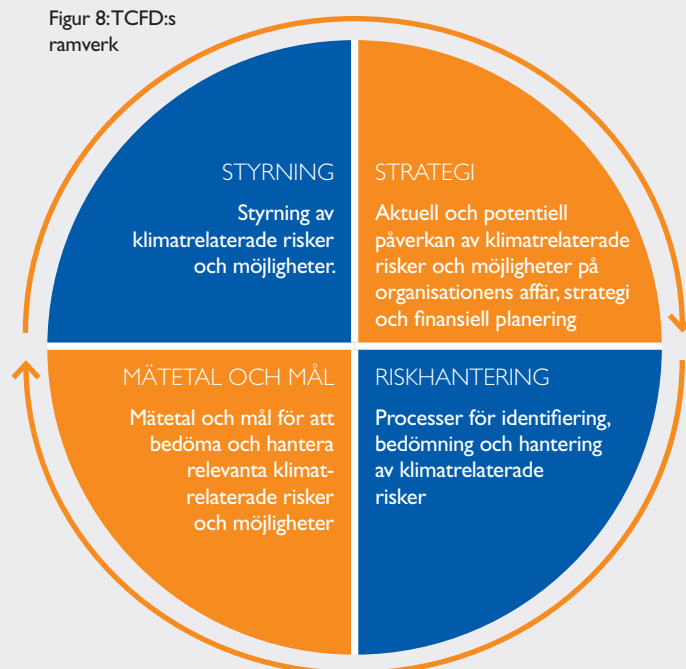 Figur 8: TCFD:s
ramverk
STYRNING
Styrning av
klimatrelaterade risker
och möjligheter.
STRATEGI
Aktuell och potentiell
påverkan av klimatrelaterade
risker och möjligheter på
organisationens affär, strategi
och finansiell planering
MÄTETAL OCH MÅL
Mätetal och mål för att
bedöma och hantera
relevanta klimat-
relaterade risker
och möjligheter
RISKHANTERING
Processer för identifiering,
bedömning och hantering
av klimatrelaterade
risker